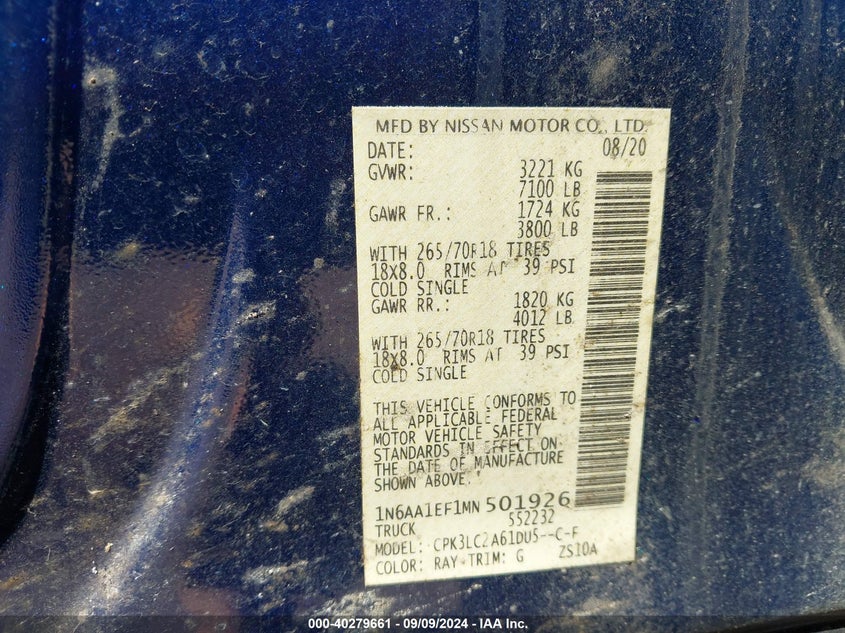 MFD BY NISSAN MOTOR CO., LTD.
DATE: 08/20
GVWR: 3221 KG
7100 LB
GAWR FR.: 1724 KG
3800 LB
WITH 265/70R18 TIRES
18X8.0 RIMS AT 39 PSI
COLD SINGLE
GAWR RR.: 1820 KG
4012 LB
WITH 265/70R18 TIRES
18X8.0 RIMS AT 39 PSI
COLD SINGLE
THIS VEHICLE CONFORMS TO
ALL APPLICABLE FEDERAL
MOTOR VEHICLE SAFETY
STANDARDS IN EFFECT ON
THE DATE OF MANUFACTURE
SHOWN ABOVE.
1N6AA1EF1MN501926
TRUCK 552232
MODEL: CPK3LC2A61DU5--C-F
COLOR: RAY TRIM: G ZS10A
000-40279661 - 09/09/2024 - IAA Inc.